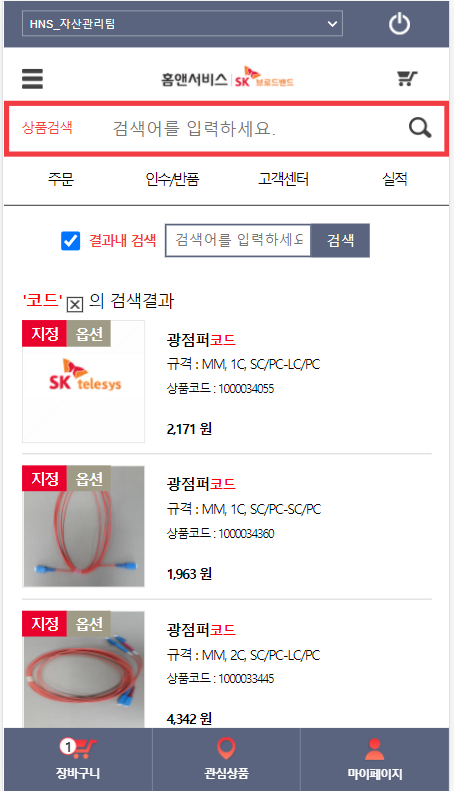 HNS_자산관리팀
홈앤서비스 SK브로드밴드
상품검색 검색어를 입력하세요.
주문 인수/반품 고객센터 실적
결과내 검색 검색어를 입력하세요 검색
'코드' 의 검색결과
지정 옵션
SK telesys
광점퍼코드
규격 : MM, 1C, SC/PC-LC/PC
상품코드 : 1000034055
2,171 원
지정 옵션
광점퍼코드
규격 : MM, 1C, SC/PC-SC/PC
상품코드 : 1000034360
1,963 원
지정 옵션
광점퍼코드
규격 : MM, 2C, SC/PC-LC/PC
상품코드 : 1000033445
4,342 원
1
장바구니 관심상품 마이페이지